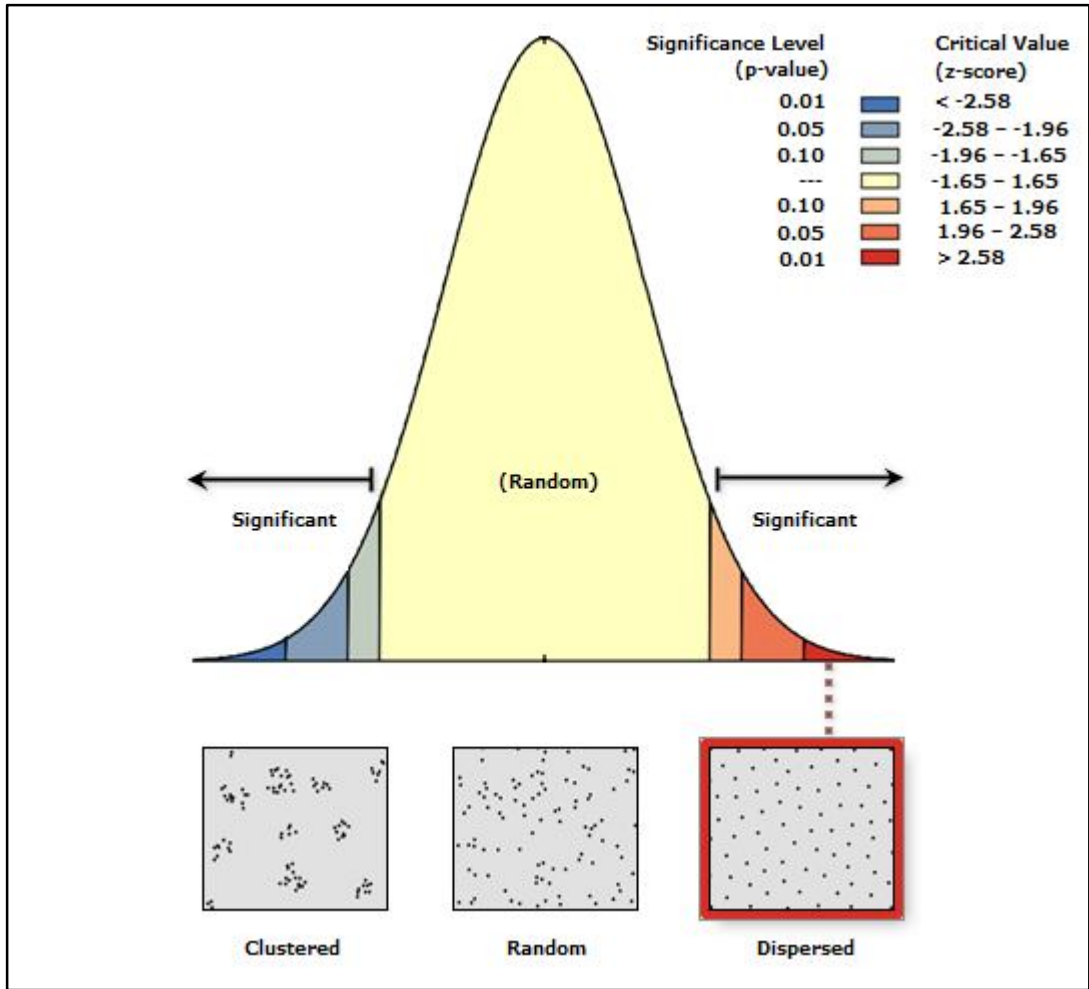 Significance Level Critical Value
(p-value) (z-score)
0.01 < -2.58
0.05 -2.58 – -1.96
0.10 -1.96 – -1.65
--- -1.65 – 1.65
0.10 1.65 – 1.96
0.05 1.96 – 2.58
0.01 > 2.58
(Random)
Significant Significant
Clustered Random Dispersed